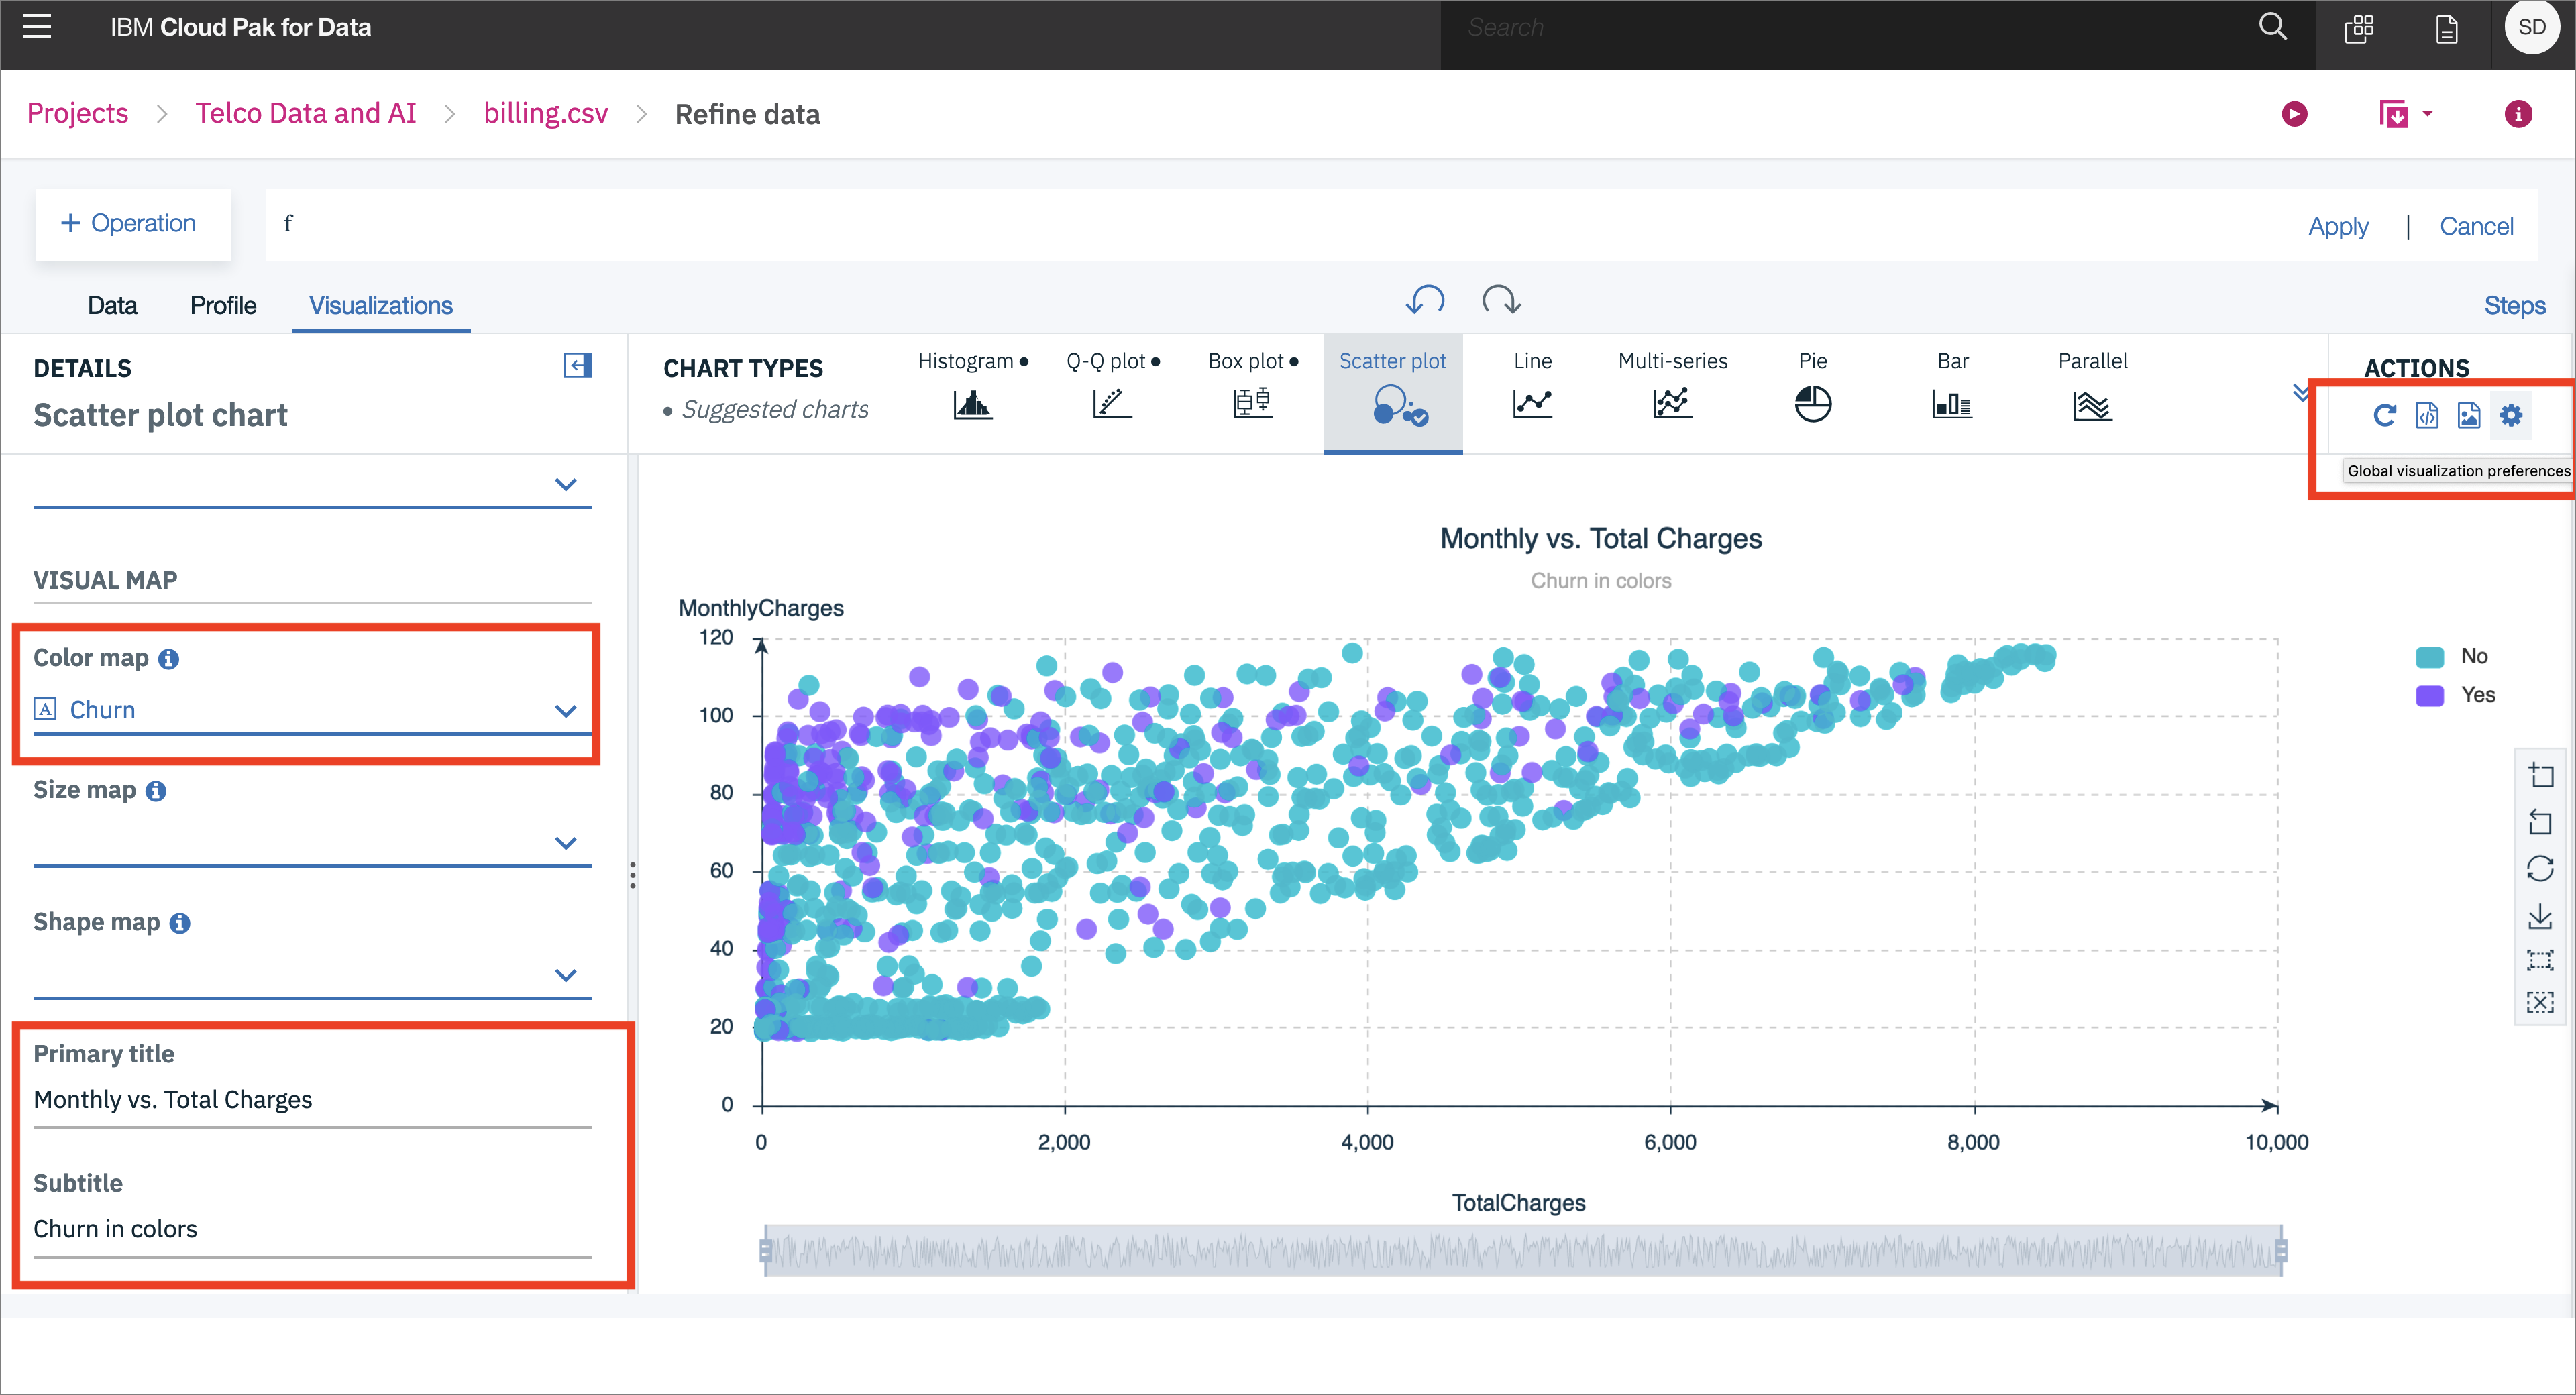 IBM Cloud Pak for Data
Search
SD
Projects > Telco Data and AI > billing.csv > Refine data
+ Operation
f
Apply | Cancel
Data
Profile
Visualizations
Steps
DETAILS
Scatter plot chart
CHART TYPES
• Suggested charts
Histogram •
Q-Q plot •
Box plot •
Scatter plot
Line
Multi-series
Pie
Bar
Parallel
ACTIONS
Global visualization preferences
VISUAL MAP
Color map
A Churn
Size map
Shape map
Primary title
Monthly vs. Total Charges
Subtitle
Churn in colors
Monthly vs. Total Charges
Churn in colors
MonthlyCharges
120
100
80
60
40
20
0
0 2,000 4,000 6,000 8,000 10,000
TotalCharges
No
Yes